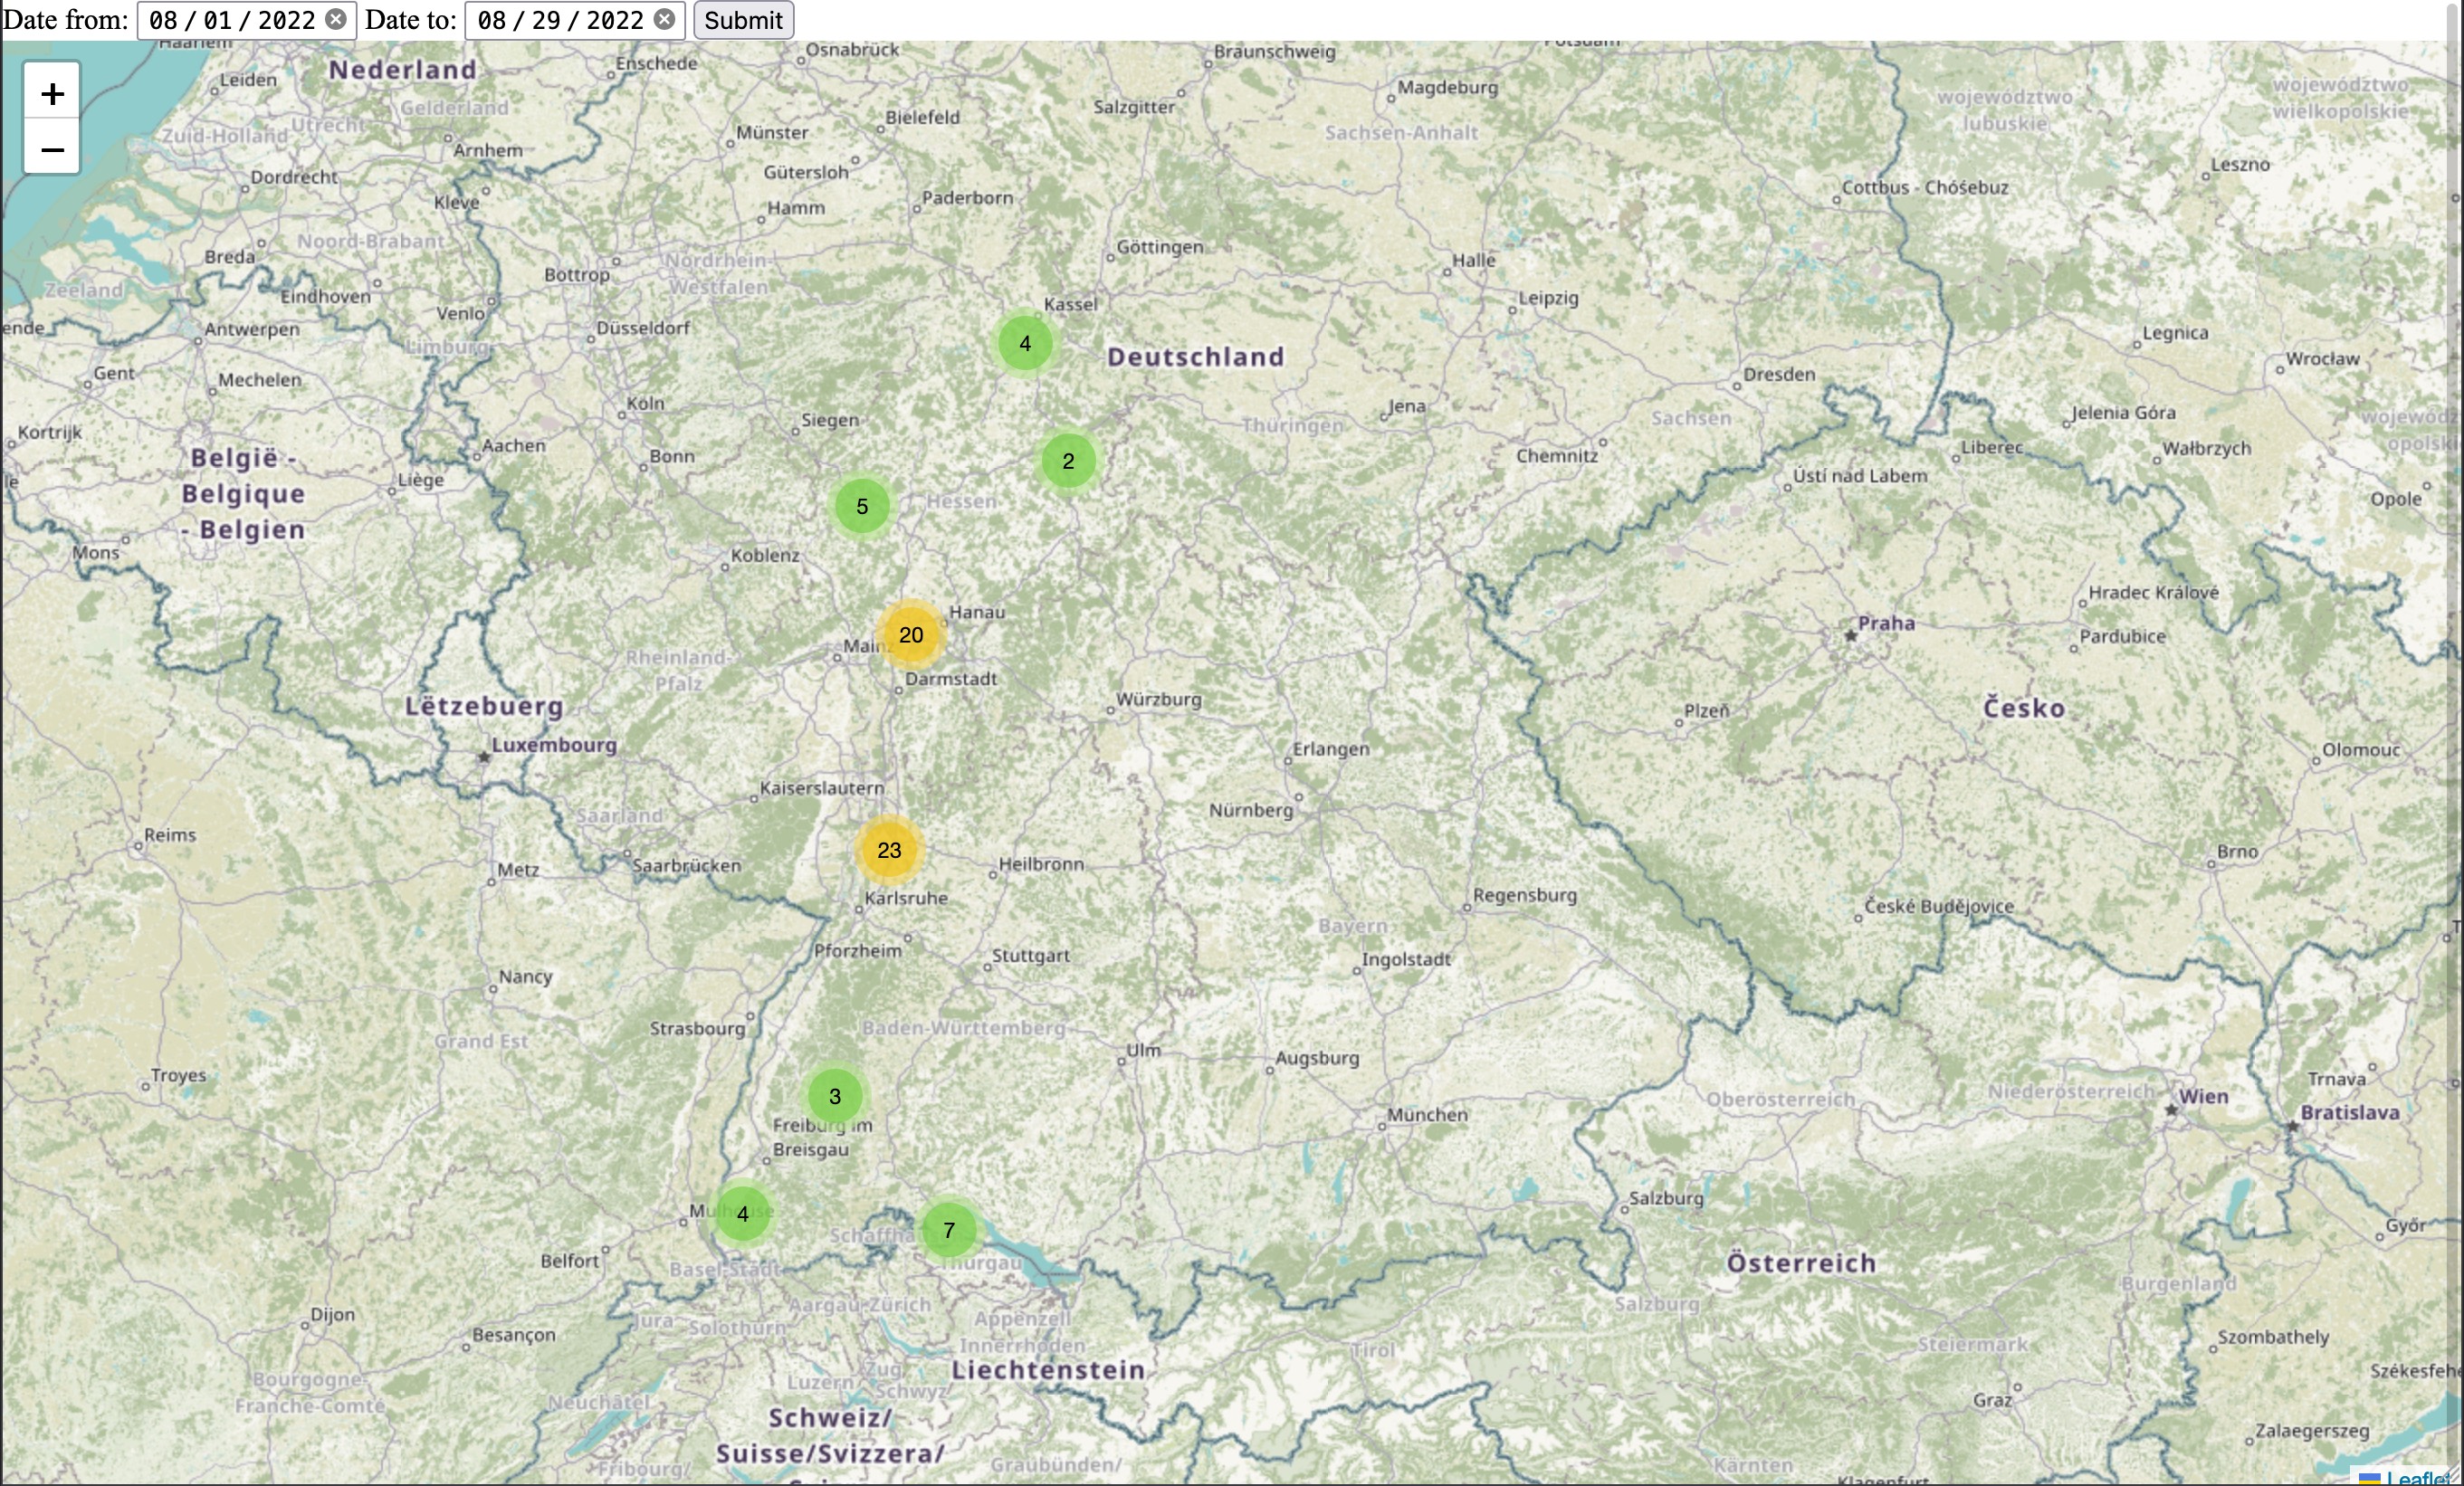 Date from: 08 / 01 / 2022 Date to: 08 / 29 / 2022 Submit
Haarlem
Osnabrück
Braunschweig
Potsdam
Nederland
Enschede
Leiden
+
−
Gelderland
Magdeburg
województwo
lubuskie
województwo
wielkopolskie
Salzgitter
Bielefeld
Utrecht
Zuid-Holland
Münster
Sachsen-Anhalt
Arnhem
Leszno
Gütersloh
Dordrecht
Cottbus - Chóśebuz
Paderborn
Kleve
Hamm
Noord-Brabant
Göttingen
Breda
Nordrhein-
Westfalen
Halle
Bottrop
Zeeland
Eindhoven
Leipzig
Kassel
Venlo
ende
Antwerpen
Düsseldorf
Legnica
4
Limburg
Deutschland
Wrocław
Gent
Mechelen
Dresden
Köln
Jena
Jelenia Góra
Siegen
Thüringen
Sachsen
Kortrijk
Aachen
Liberec
Wałbrzych
België -
Belgique
- Belgien
Bonn
2
Chemnitz
Liège
Ústí nad Labem
Opole
5
Hessen
Mons
Koblenz
Hradec Králové
Hanau
Praha
20
Mainz
Pardubice
Rheinland-
Pfalz
Darmstadt
Würzburg
Lëtzebuerg
Plzeň
Česko
Luxembourg
Erlangen
Olomouc
Kaiserslautern
Nürnberg
Saarland
Reims
23
Brno
Metz
Saarbrücken
Heilbronn
Karlsruhe
Regensburg
České Budějovice
Bayern
Pforzheim
Stuttgart
Ingolstadt
Nancy
Strasbourg
Baden-Württemberg
Grand Est
Ulm
Augsburg
Troyes
Trnava
3
Oberösterreich
Niederösterreich
Wien
Bratislava
München
Freiburg im
Breisgau
Salzburg
4
Mulhouse
7
Győr
Schaffha
Thurgau
Belfort
Basel-Stadt
Österreich
Burgenland
Aargau
Zürich
Salzburg
Dijon
Jura
Solothurn
Appenzell
Innerrhoden
Besançon
Szombathely
Steiermark
Tirol
Liechtenstein
Zug
Luzern
Schwyz
Székesfehé
Bourgogne-
Franche-Comté
Neuchâtel
Graz
Schweiz/
Suisse/Svizzera/
Zalaegerszeg
Fribourg/
Graubünden/
Kärnten
Klagenfurt
Leaflet